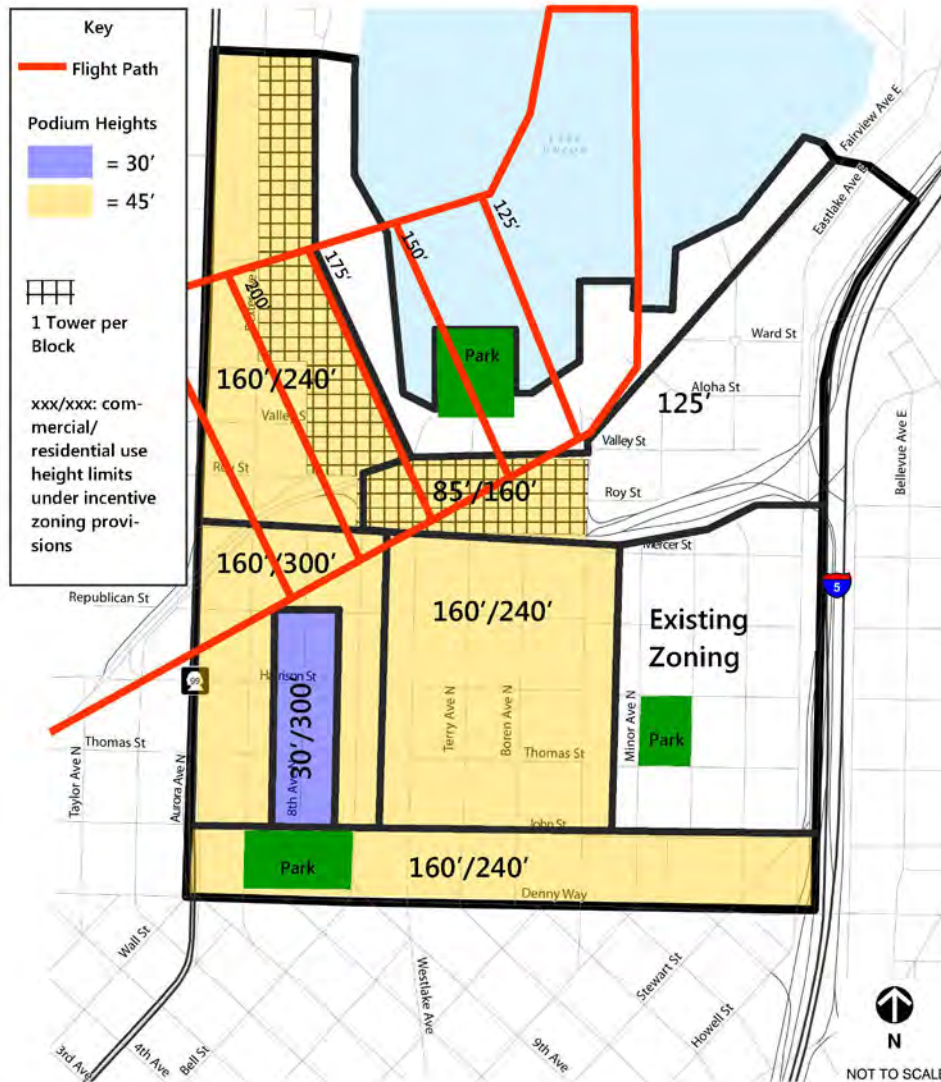 Key
Flight Path
Podium Heights
= 30'
= 45'
1 Tower per
Block
xxx/xxx: com-
mercial/
residential use
height limits
under incentive
zoning provi-
sions
LAKE
UNION
Fairview Ave E
Eastlake Ave E
125'
150'
175'
200'
Park
Ward St
Aloha St
160'/240'
125'
Valley S
Valley St
Bellevue Ave E
Roy St
85'/160'
Roy St
Mercer St
160'/300'
5
Republican St
160'/240'
Existing
Zoning
99
Harrison St
30'/300'
Terry Ave N
Boren Ave N
Minor Ave N
Park
Thomas St
Thomas St
Taylor Ave N
Aurora Ave N
8th Ave N
John St
Park
160'/240'
Denny Way
Wall St
Westlake Ave
Stewart St
Howell St
3rd Ave
4th Ave
Bell St
9th Ave
N
NOT TO SCALE